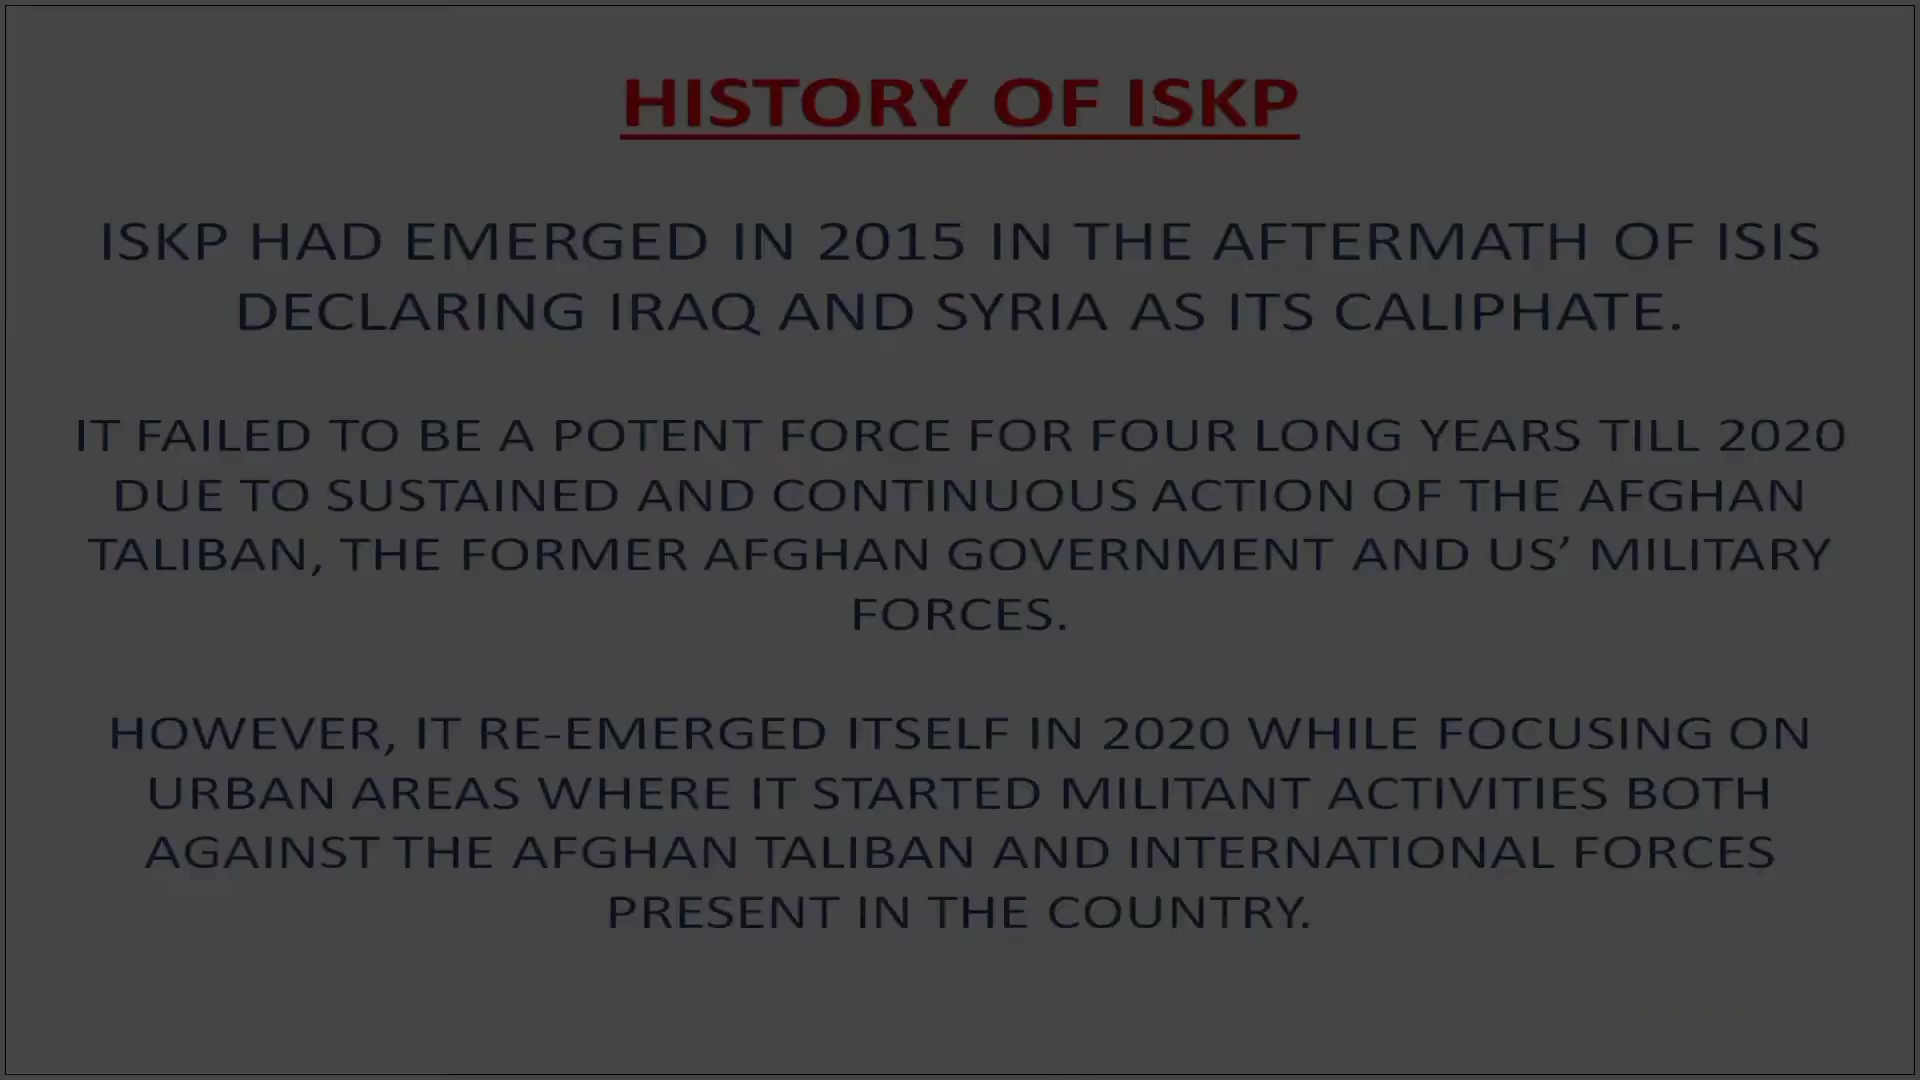 HISTORY OF ISKP
ISKP HAD EMERGED IN 2015 IN THE AFTERMATH OF ISIS
DECLARING IRAQ AND SYRIA AS ITS CALIPHATE.
IT FAILED TO BE A POTENT FORCE FOR FOUR LONG YEARS TILL 2020
DUE TO SUSTAINED AND CONTINUOUS ACTION OF THE AFGHAN
TALIBAN, THE FORMER AFGHAN GOVERNMENT AND US’ MILITARY
FORCES.
HOWEVER, IT RE-EMERGED ITSELF IN 2020 WHILE FOCUSING ON
URBAN AREAS WHERE IT STARTED MILITANT ACTIVITIES BOTH
AGAINST THE AFGHAN TALIBAN AND INTERNATIONAL FORCES
PRESENT IN THE COUNTRY.